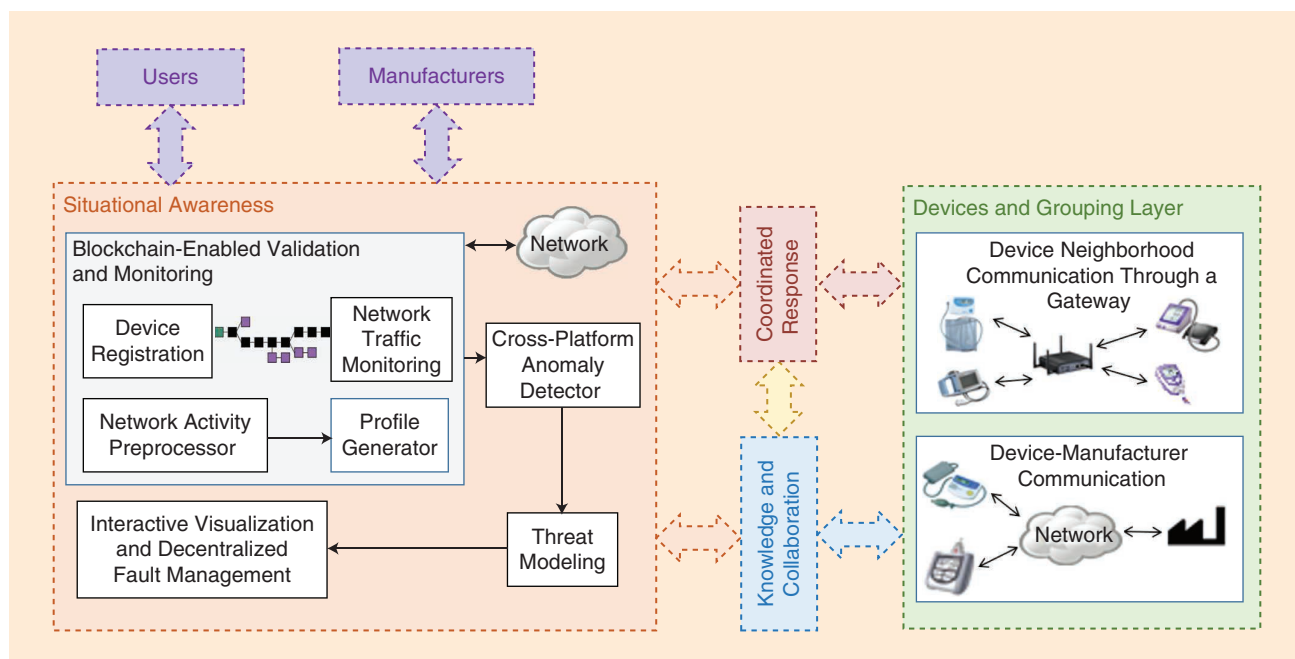 Users
Manufacturers
Situational Awareness
Blockchain-Enabled Validation
and Monitoring
Network
Device
Registration
Network
Traffic
Monitoring
Cross-Platform
Anomaly
Detector
Network Activity
Preprocessor
Profile
Generator
Interactive Visualization
and Decentralized
Fault Management
Threat
Modeling
Coordinated
Response
Knowledge and
Collaboration
Devices and Grouping Layer
Device Neighborhood
Communication Through a
Gateway
Device-Manufacturer
Communication
Network